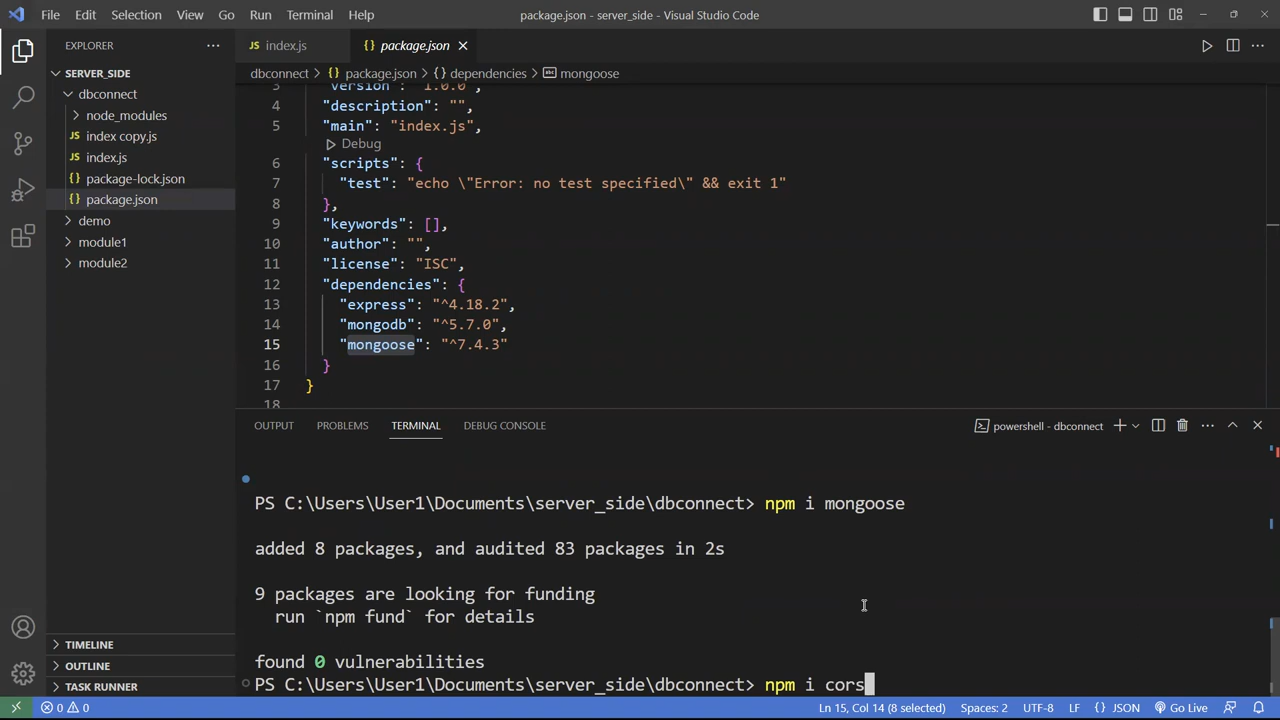 File Edit Selection View Go Run Terminal Help package.json - server_side - Visual Studio Code
EXPLORER
SERVER_SIDE
dbconnect
node_modules
index copy.js
index.js
package-lock.json
package.json
demo
module1
module2
TIMELINE
OUTLINE
TASK RUNNER
JS index.js {} package.json
dbconnect > {} package.json > {} dependencies > abc mongoose
3 "version": "1.0.0",
4 "description": "",
5 "main": "index.js",
Debug
6 "scripts": {
7 "test": "echo \"Error: no test specified\" && exit 1"
8 },
9 "keywords": [],
10 "author": "",
11 "license": "ISC",
12 "dependencies": {
13 "express": "^4.18.2",
14 "mongodb": "^5.7.0",
15 "mongoose": "^7.4.3"
16 }
17 }
18
OUTPUT PROBLEMS TERMINAL DEBUG CONSOLE powershell - dbconnect
PS C:\Users\User1\Documents\server_side\dbconnect> npm i mongoose
added 8 packages, and audited 83 packages in 2s
9 packages are looking for funding
run `npm fund` for details
found 0 vulnerabilities
PS C:\Users\User1\Documents\server_side\dbconnect> npm i cors
0 0 Ln 15, Col 14 (8 selected) Spaces: 2 UTF-8 LF {} JSON Go Live